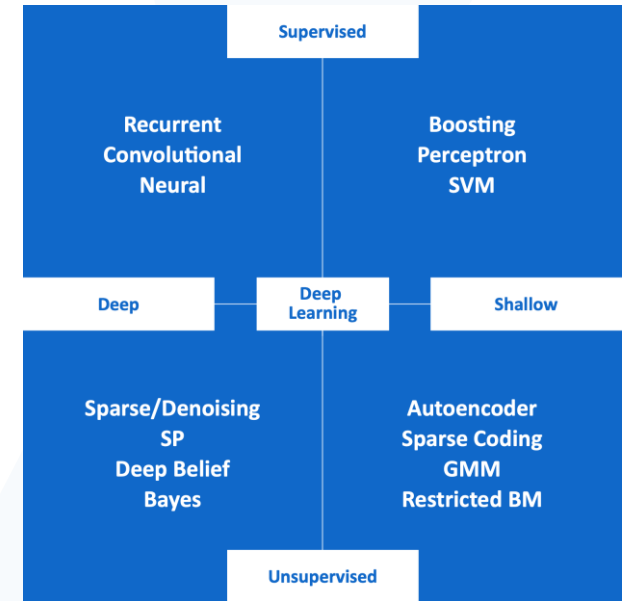 Supervised
Recurrent
Convolutional
Neural
Boosting
Perceptron
SVM
Deep
Deep
Learning
Shallow
Sparse/Denoising
SP
Deep Belief
Bayes
Autoencoder
Sparse Coding
GMM
Restricted BM
Unsupervised